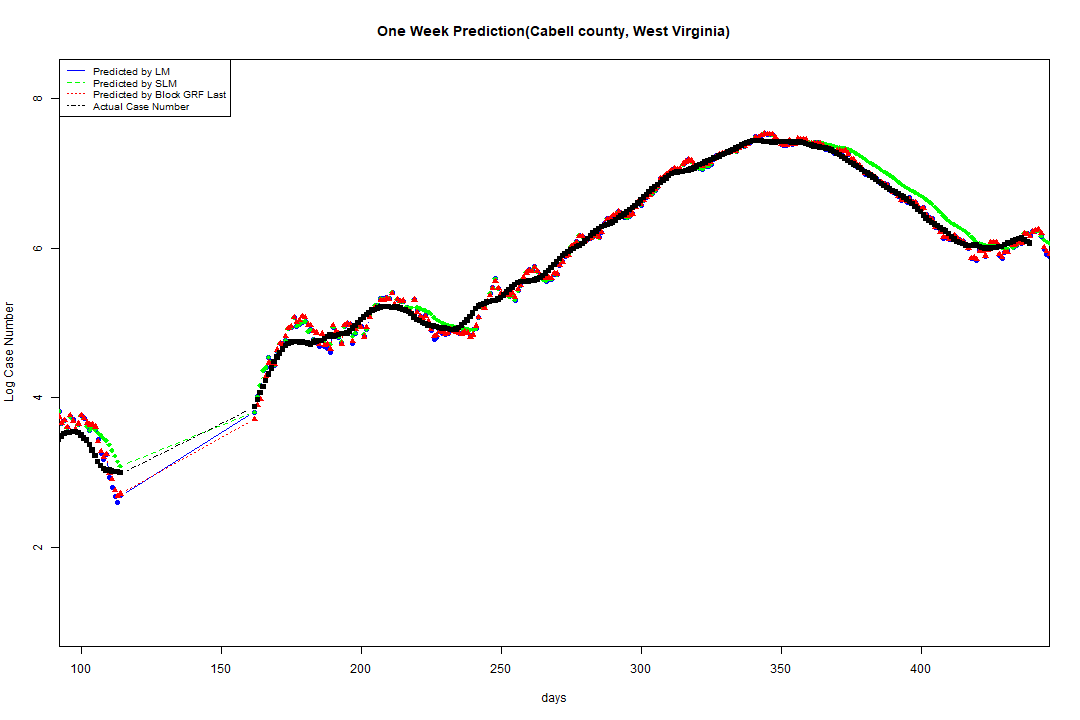 One Week Prediction(Cabell county, West Virginia)
Predicted by LM
Predicted by SLM
Predicted by Block GRF Last
Actual Case Number
Log Case Number
8
6
4
2
100 150 200 250 300 350 400
days